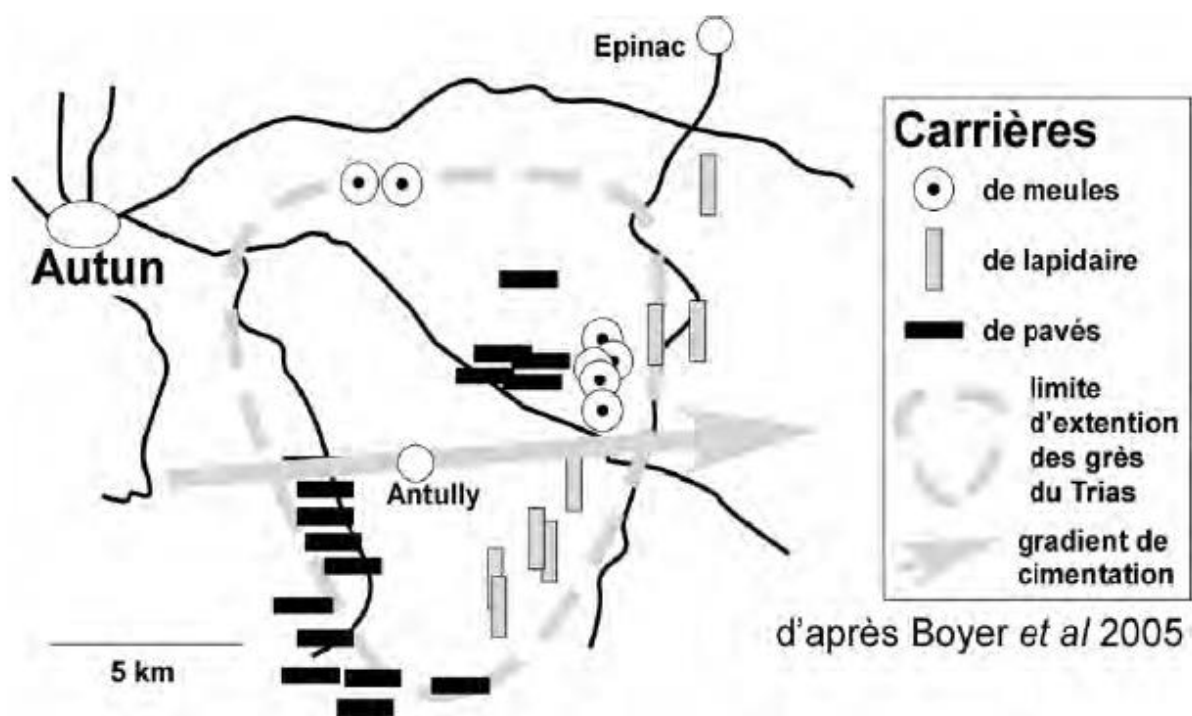 Epinac
Autun
Antully
5 km
Carrières
de meules
de lapidaire
de pavés
limite
d'extention
des grès
du Trias
gradient de
cimentation
d'après Boyer et al 2005